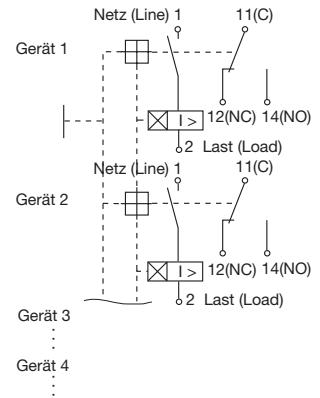 Netz (Line) 1 11(C)
Gerät 1
I >
12(NC) 14(NO)
2 Last (Load)
Netz (Line) 1 11(C)
Gerät 2
I >
12(NC) 14(NO)
2 Last (Load)
Gerät 3
Gerät 4